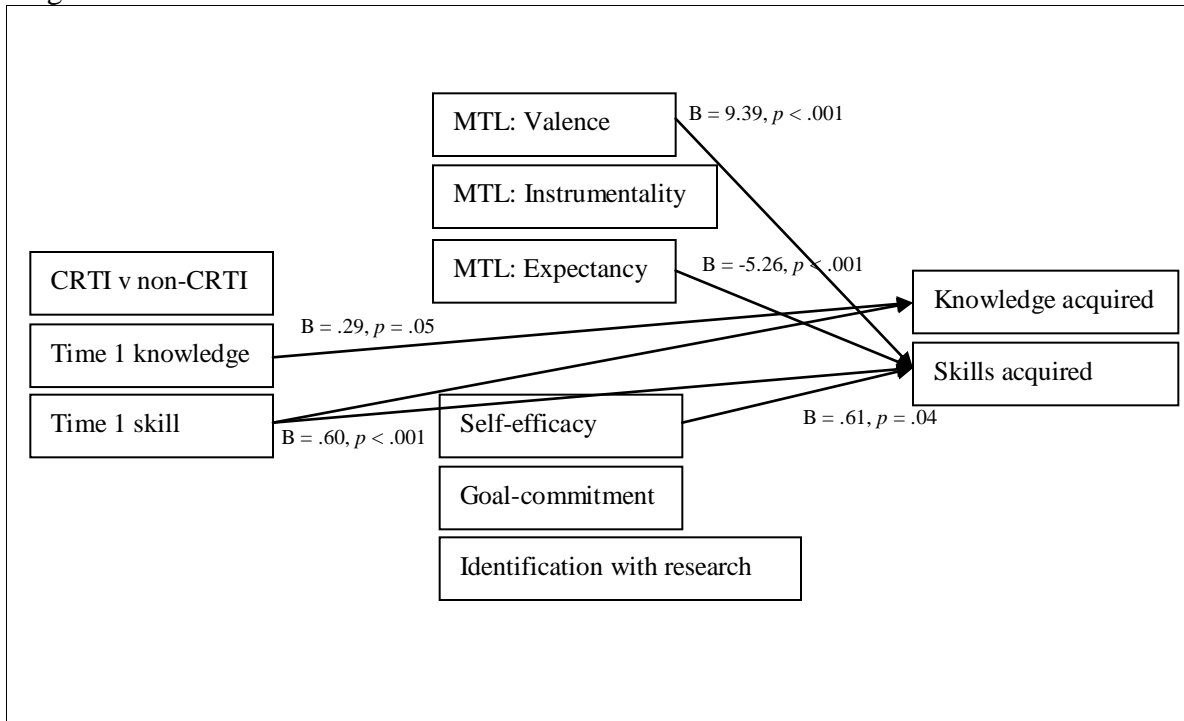 MTL: Valence
B = 9.39, p < .001
MTL: Instrumentality
MTL: Expectancy
B = -5.26, p < .001
CRTI v non-CRTI
Knowledge acquired
B = .29, p = .05
Time 1 knowledge
Skills acquired
Time 1 skill
B = .60, p < .001
Self-efficacy
B = .61, p = .04
Goal-commitment
Identification with research